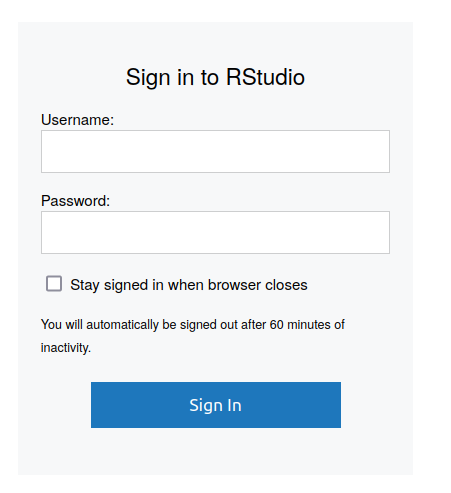 Sign in to RStudio
Username:
Password:
Stay signed in when browser closes
You will automatically be signed out after 60 minutes of
inactivity.
Sign In